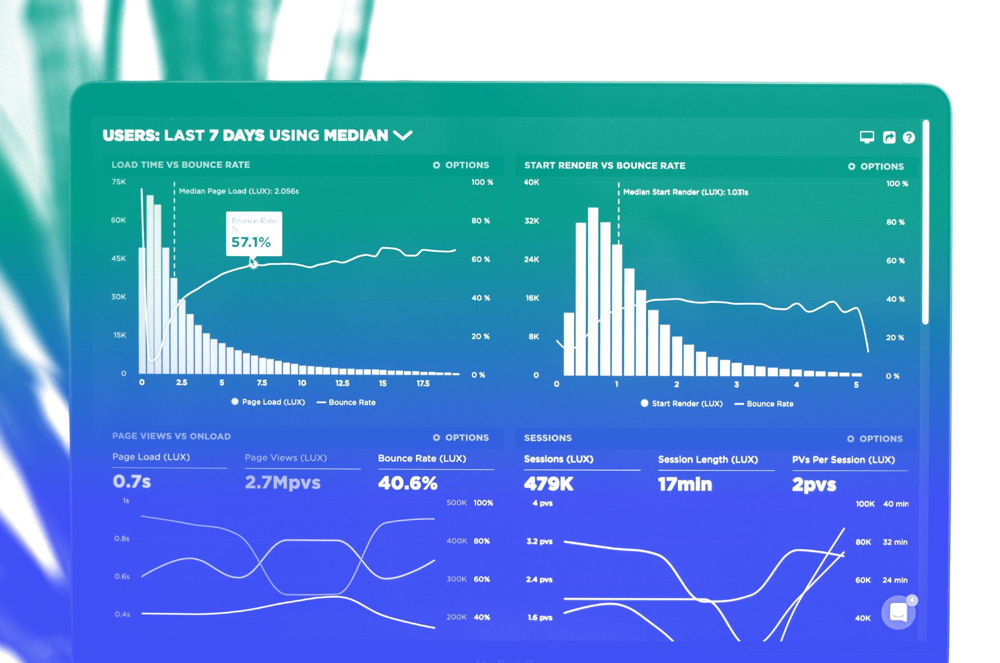 USERS: LAST 7 DAYS USING MEDIAN
LOAD TIME VS BOUNCE RATE
OPTIONS
75K
60K
45K
30K
15K
0
Median Page Load (LUX): 2.056s
Bounce Rate
7s
57.1%
100 %
80 %
60 %
40 %
20 %
0 %
0 2.5 5 7.5 10 12.5 15 17.5
Page Load (LUX) Bounce Rate
START RENDER VS BOUNCE RATE
OPTIONS
40K
32K
24K
16K
8K
0
Median Start Render (LUX): 1.031s
100 %
80 %
60 %
40 %
20 %
0 %
0 1 2 3 4 5
Start Render (LUX) Bounce Rate
PAGE VIEWS VS ONLOAD
OPTIONS
Page Load (LUX)
0.7s
Page Views (LUX)
2.7Mpvs
Bounce Rate (LUX)
40.6%
1s
0.8s
0.6s
0.4s
500K 100%
400K 80%
300K 60%
200K 40%
SESSIONS
OPTIONS
Sessions (LUX)
479K
Session Length (LUX)
17min
PVs Per Session (LUX)
2pvs
4 pvs
3.2 pvs
2.4 pvs
1.6 pvs
100K 40 min
80K 32 min
60K 24 min
40K
4